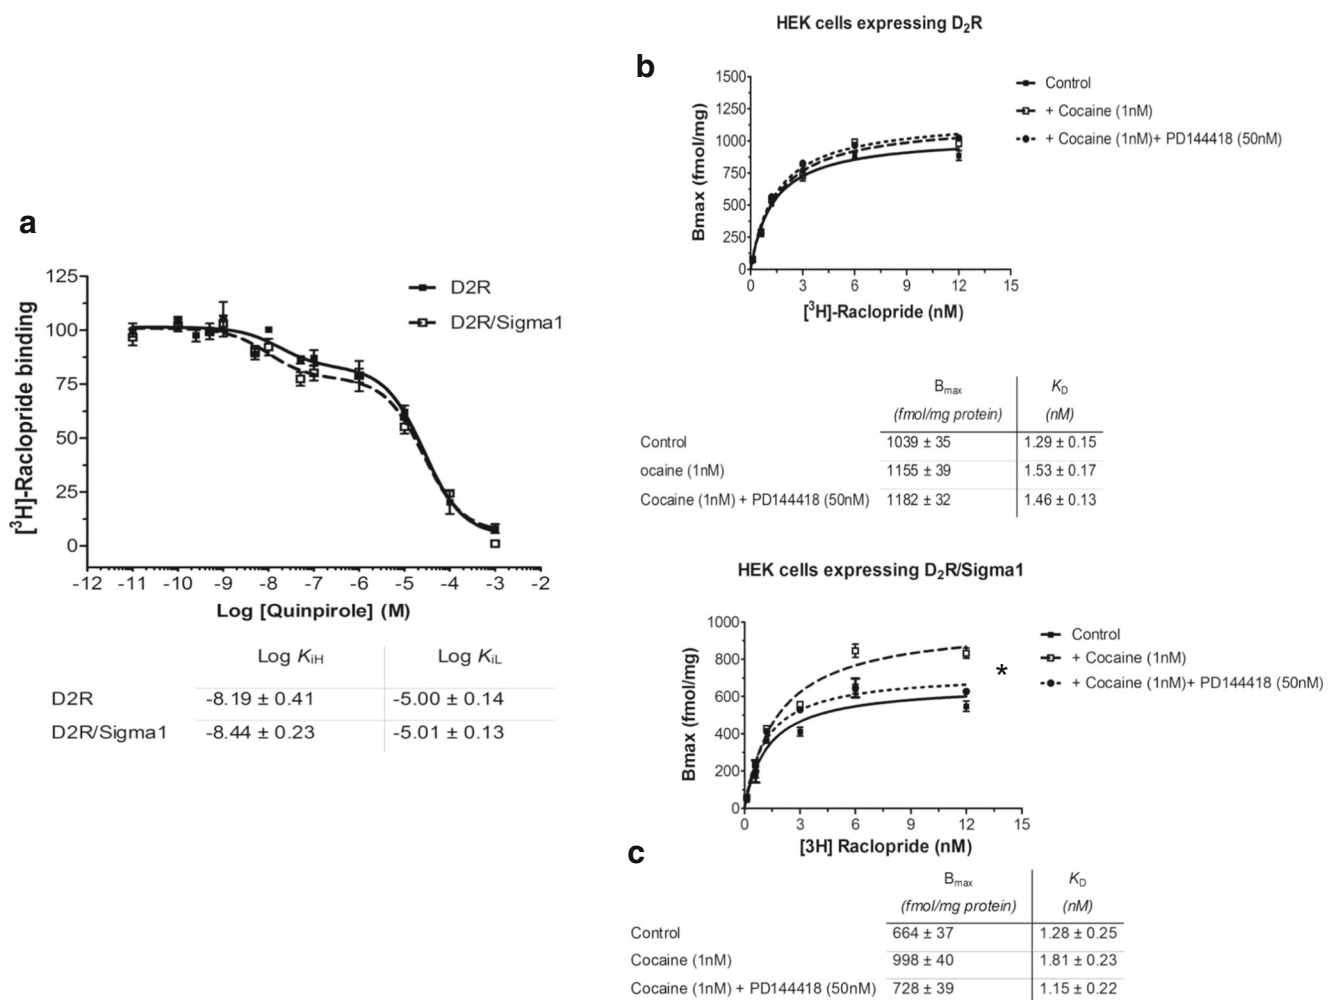 a
125
100
75
50
25
0
[³H]-Raclopride binding
D2R
D2R/Sigma1
-12 -11 -10 -9 -8 -7 -6 -5 -4 -3 -2
Log [Quinpirole] (M)
Log KiH Log KiL
D2R -8.19 ± 0.41 -5.00 ± 0.14
D2R/Sigma1 -8.44 ± 0.23 -5.01 ± 0.13
b
HEK cells expressing D₂R
1500
1250
1000
750
500
250
0
Bmax (fmol/mg)
Control
+ Cocaine (1nM)
+ Cocaine (1nM)+ PD144418 (50nM)
0 3 6 9 12 15
[³H]-Raclopride (nM)
Bmax KD
(fmol/mg protein) (nM)
Control 1039 ± 35 1.29 ± 0.15
ocaine (1nM) 1155 ± 39 1.53 ± 0.17
Cocaine (1nM) + PD144418 (50nM) 1182 ± 32 1.46 ± 0.13
HEK cells expressing D₂R/Sigma1
1000
800
600
400
200
0
Bmax (fmol/mg)
Control
+ Cocaine (1nM)
*
+ Cocaine (1nM)+ PD144418 (50nM)
0 3 6 9 12 15
[3H] Raclopride (nM)
c
Bmax KD
(fmol/mg protein) (nM)
Control 664 ± 37 1.28 ± 0.25
Cocaine (1nM) 998 ± 40 1.81 ± 0.23
Cocaine (1nM) + PD144418 (50nM) 728 ± 39 1.15 ± 0.22